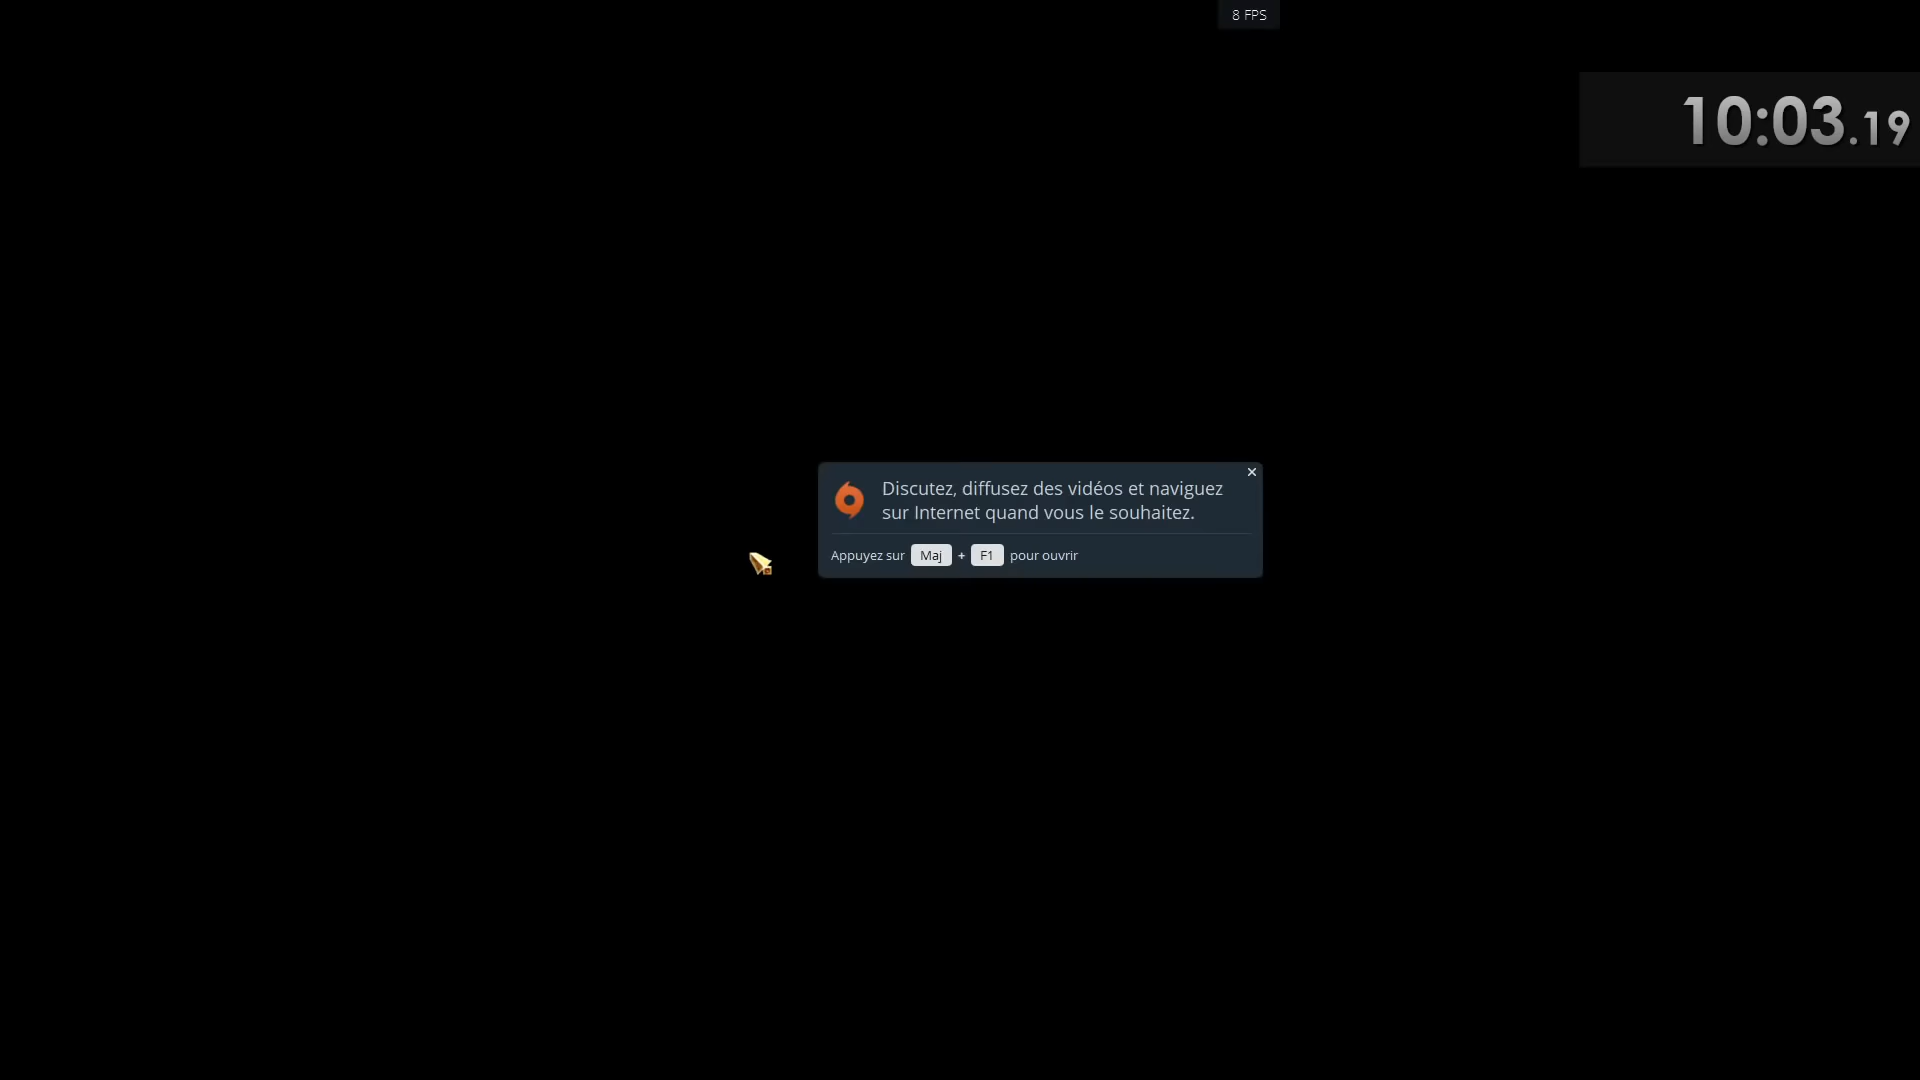 8 FPS
10:03.19
Discutez, diffusez des vidéos et naviguez
sur Internet quand vous le souhaitez.
Appuyez sur Maj + F1 pour ouvrir